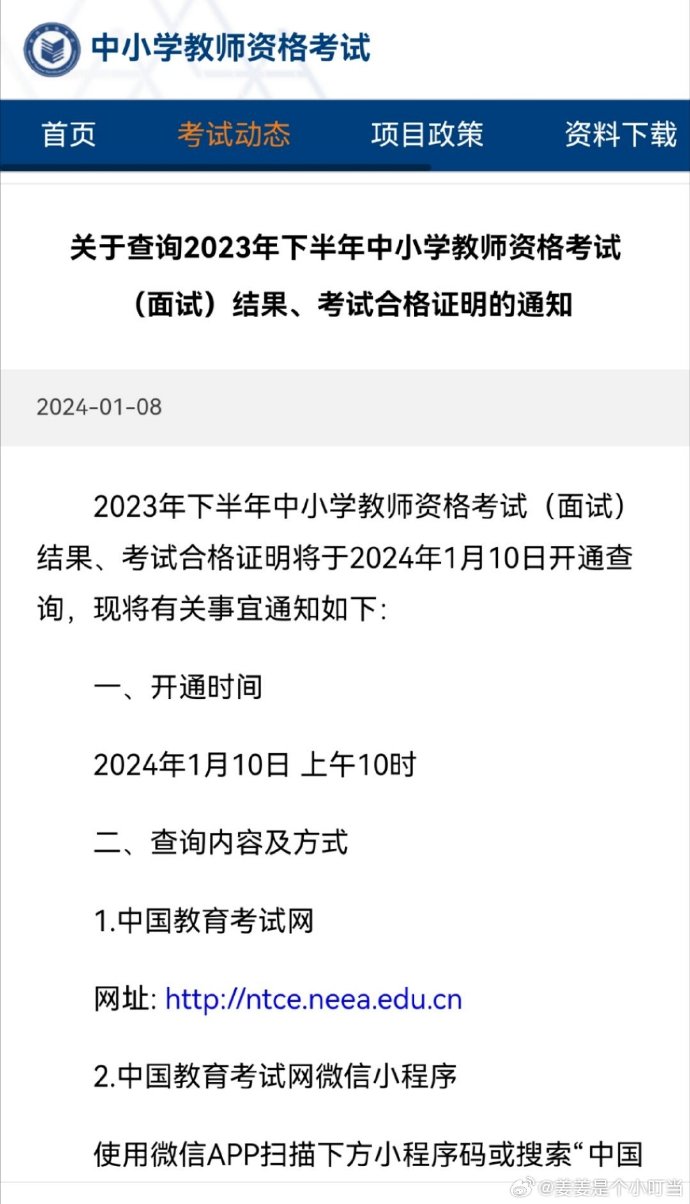 中小学教师资格考试
首页 考试动态 项目政策 资料下载
关于查询2023年下半年中小学教师资格考试
（面试）结果、考试合格证明的通知
2024-01-08
2023年下半年中小学教师资格考试（面试）
结果、考试合格证明将于2024年1月10日开通查
询，现将有关事宜通知如下：
一、开通时间
2024年1月10日 上午10时
二、查询内容及方式
1.中国教育考试网
网址: http://ntce.neea.edu.cn
2.中国教育考试网微信小程序
使用微信APP扫描下方小程序码或搜索“中国
@姜姜是个小叮当